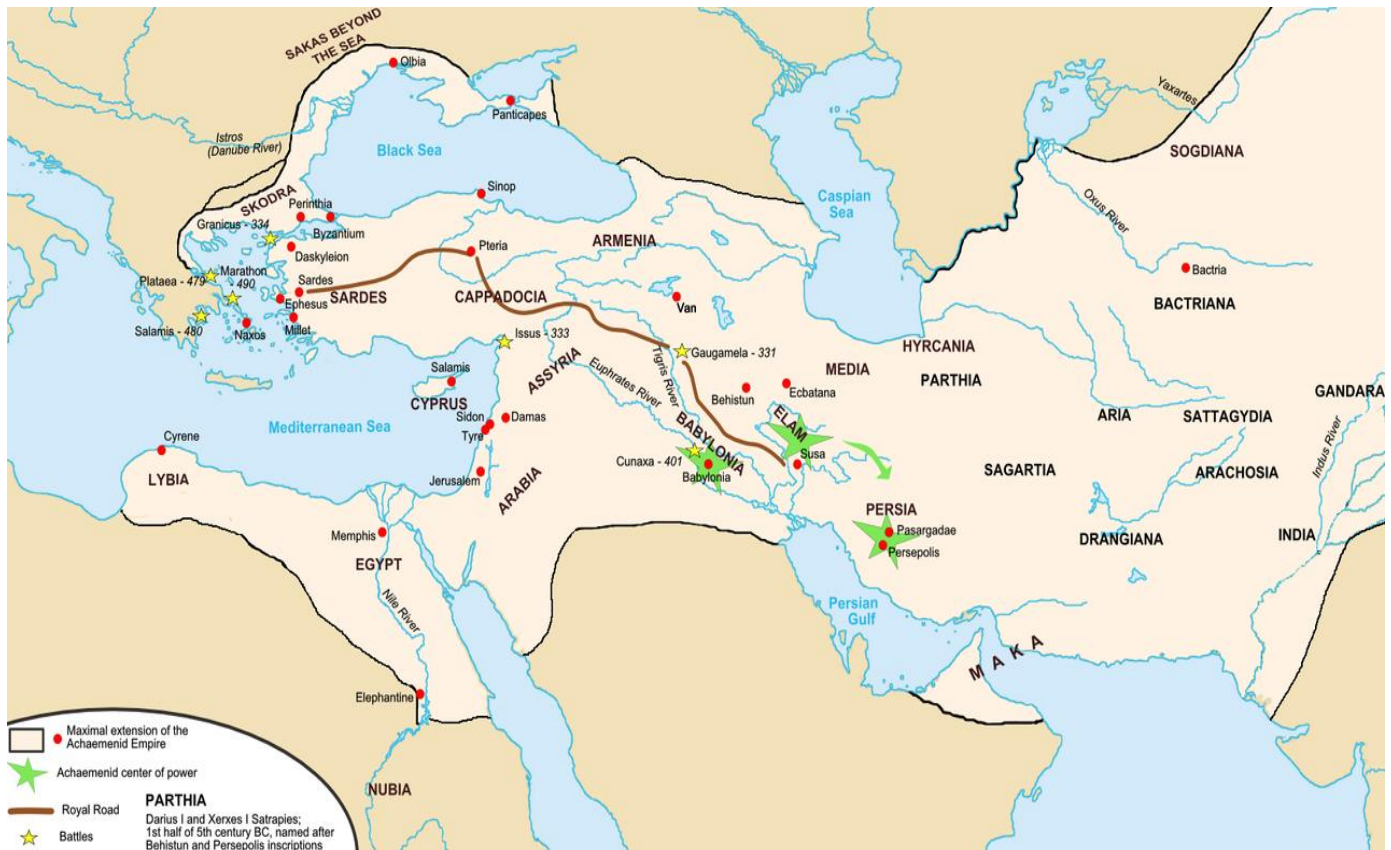 SAKAS BEYOND
THE SEA
Olbia
Panticapes
Yaxartes
Istros
(Danube River)
Black Sea
SOGDIANA
Caspian
Sea
Oxus River
Sinop
SKODRA
Perinthia
Granicus - 334
Byzantium
Daskyleion
Pteria
ARMENIA
Bactria
Marathon
- 490
Plataea - 479
Sardes
Ephesus
SARDES
CAPPADOCIA
Van
BACTRIANA
Salamis - 480
Naxos
Millet
Issus - 333
Gaugamela - 331
HYRCANIA
ASSYRIA
Euphrates River
Tigris River
MEDIA
PARTHIA
Salamis
CYPRUS
Behistun
Ecbatana
GANDARA
Sidon
Damas
Tyre
ELAM
ARIA
SATTAGYDIA
Mediterranean Sea
Cyrene
BABYLONIA
Cunaxa - 401
Babylonia
Susa
Indus River
LYBIA
Jerusalem
ARABIA
SAGARTIA
ARACHOSIA
PERSIA
Pasargadae
Persepolis
Memphis
EGYPT
DRANGIANA
INDIA
Nile River
Persian
Gulf
MAKA
Elephantine
NUBIA
Maximal extension of the
Achaemenid Empire
Achaemenid center of power
Royal Road
Battles
PARTHIA
Darius I and Xerxes I Satrapies;
1st half of 5th century BC, named after
Behistun and Persepolis inscriptions